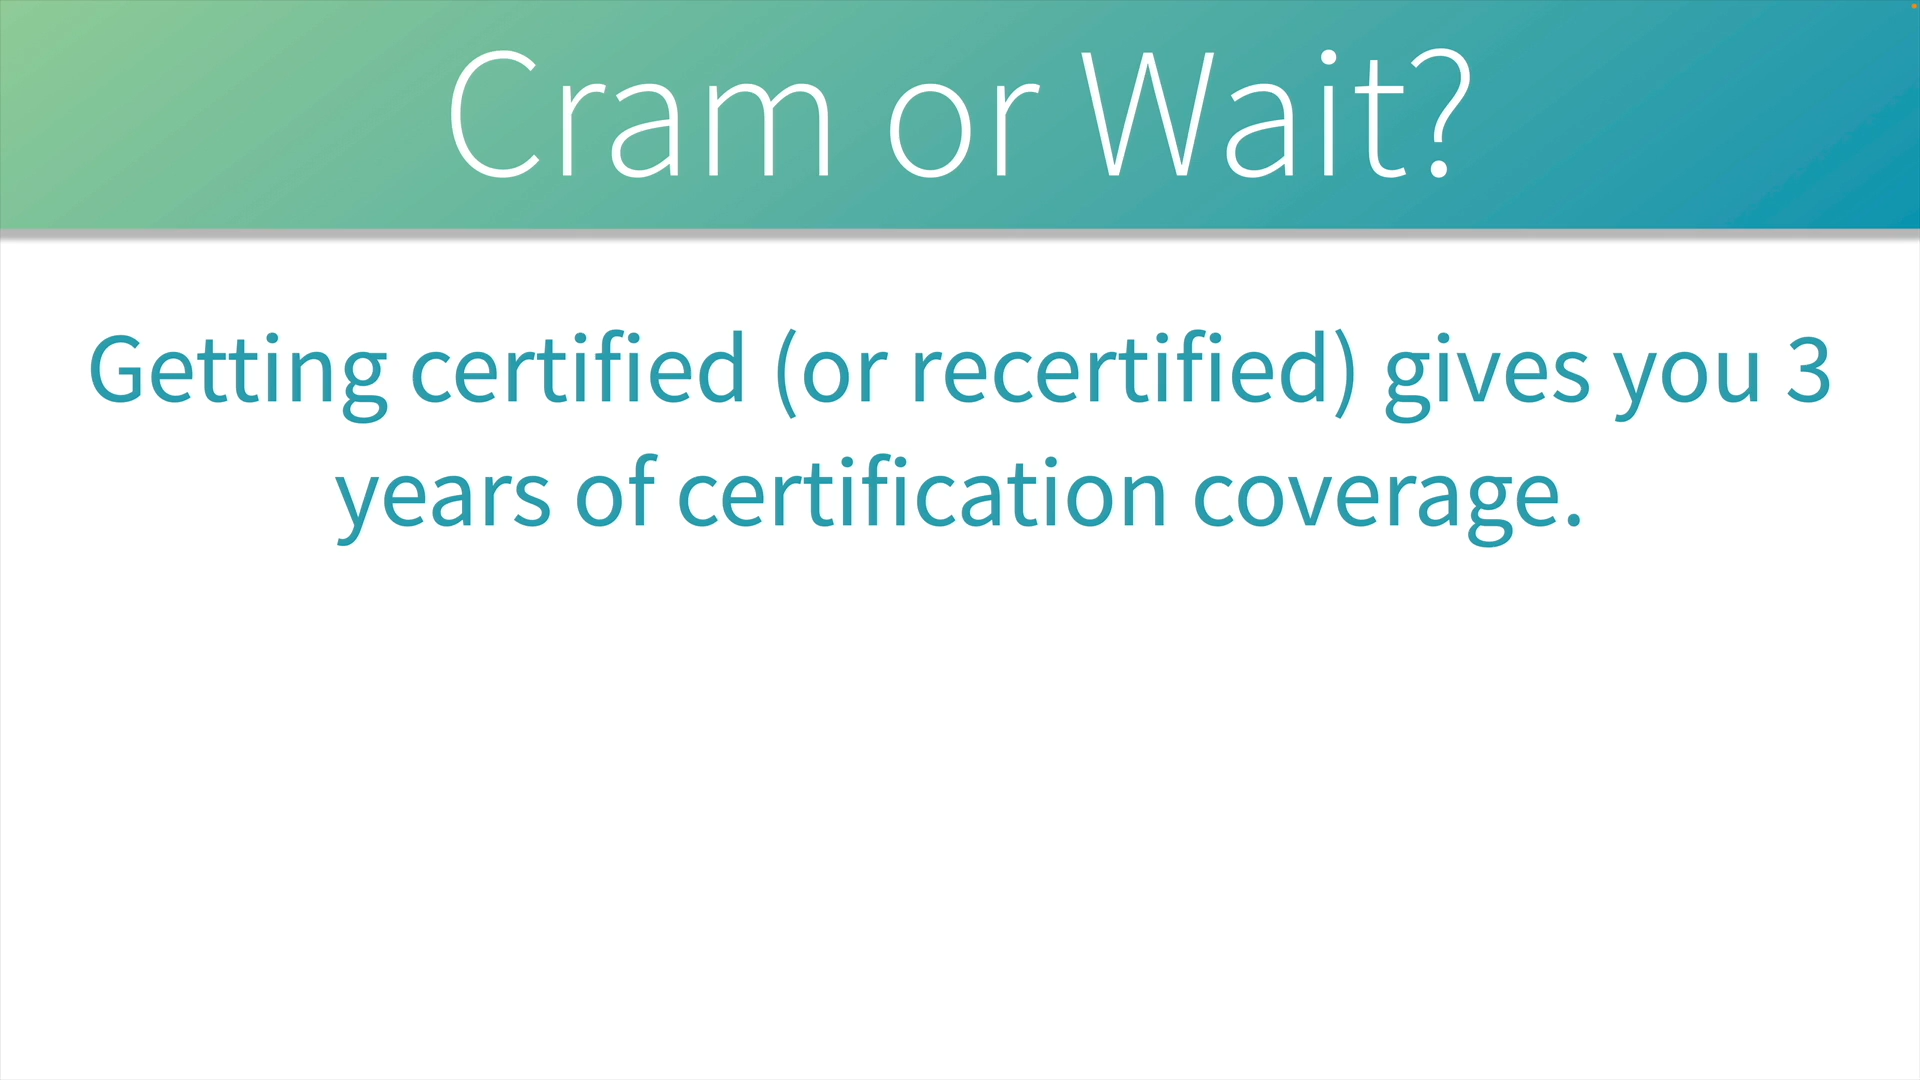 Cram or Wait?
Getting certified (or recertified) gives you 3
years of certification coverage.